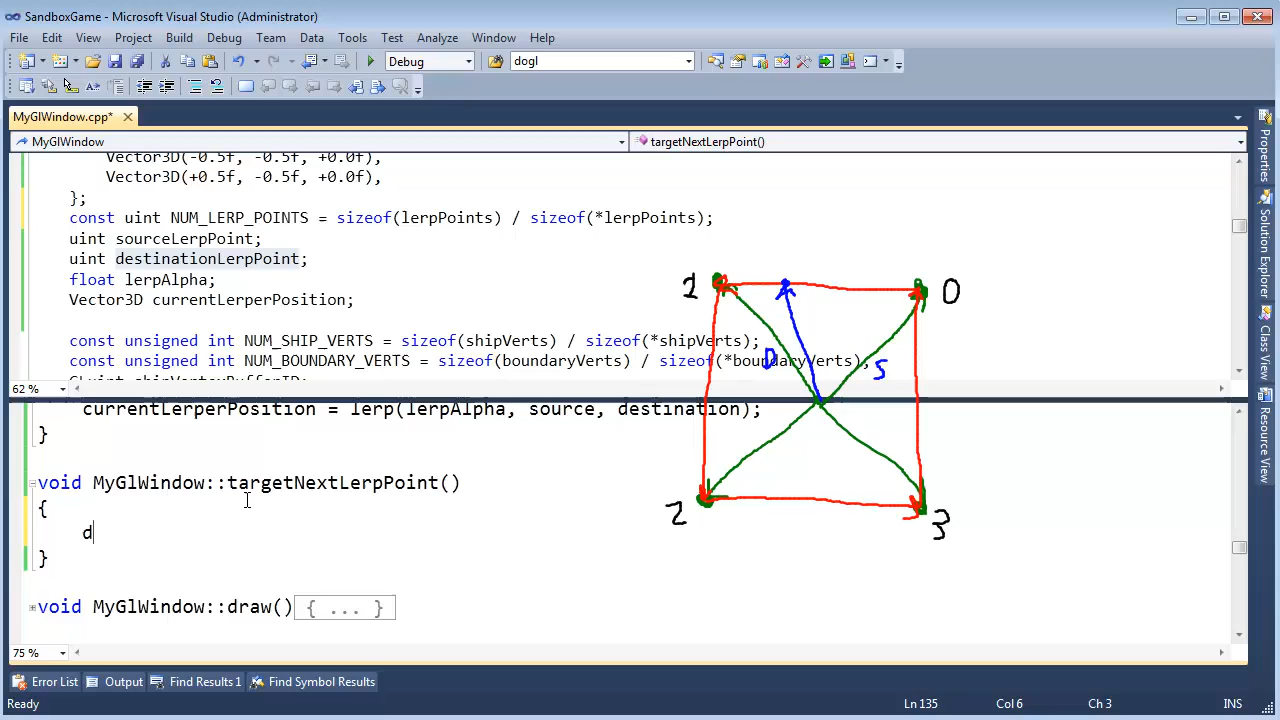 SandboxGame - Microsoft Visual Studio (Administrator)
File Edit View Project Build Debug Team Data Tools Test Analyze Window Help
Debug dogl
MyGlWindow.cpp*
MyGlWindow targetNextLerpPoint()
Vector3D(-0.5f, -0.5f, +0.0f),
Vector3D(+0.5f, -0.5f, +0.0f),
};
const uint NUM_LERP_POINTS = sizeof(lerpPoints) / sizeof(*lerpPoints);
uint sourceLerpPoint;
uint destinationLerpPoint;
float lerpAlpha;
Vector3D currentLerperPosition;
const unsigned int NUM_SHIP_VERTS = sizeof(shipVerts) / sizeof(*shipVerts);
const unsigned int NUM_BOUNDARY_VERTS = sizeof(boundaryVerts) / sizeof(*boundaryVerts);
62 %
currentLerperPosition = lerp(lerpAlpha, source, destination);
}
void MyGlWindow::targetNextLerpPoint()
{
d
}
void MyGlWindow::draw(){ ... }
75 %
1 0
D S
2 3
Error List Output Find Results 1 Find Symbol Results
Ready Ln 135 Col 6 Ch 3 INS
Properties
Solution Explorer
Class View
Resource View